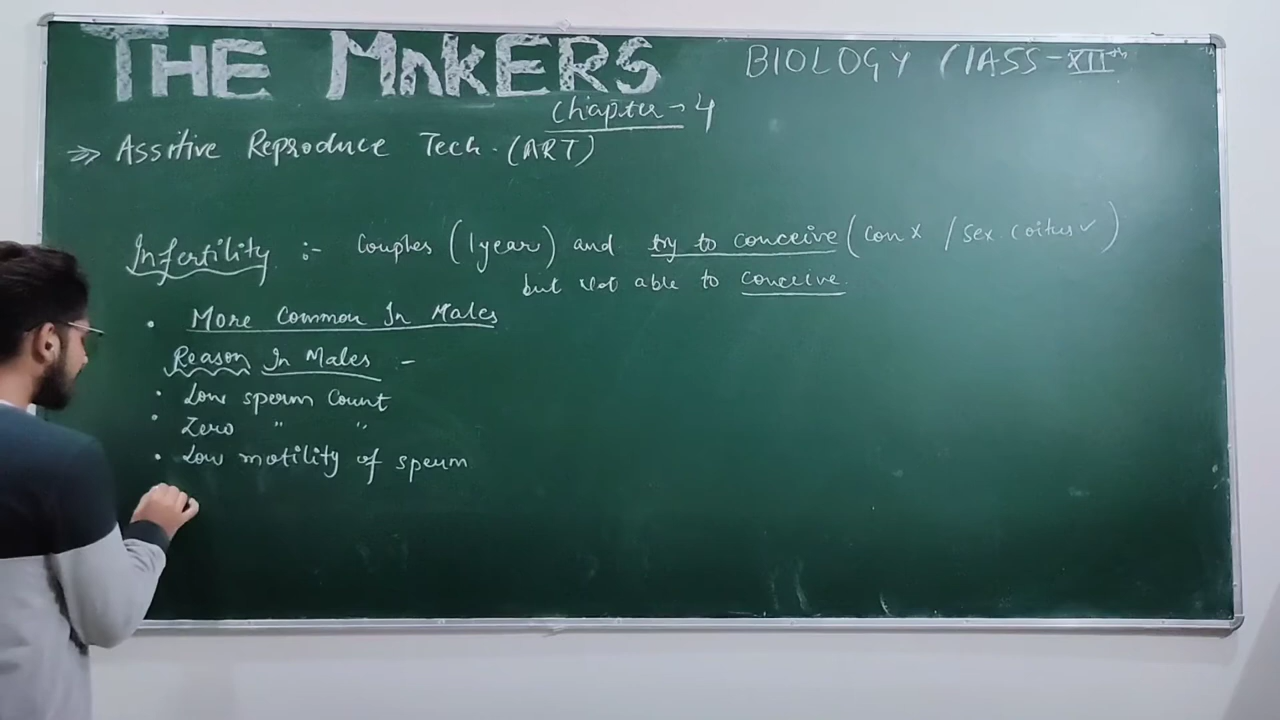 THE MAKERS BIOLOGY CLASS-XIIth
Chapter → 4
≫ Assitive Reproduce Tech. (ART)
Infertility :- Couples (1year) and try to conceive (Con x / sex coitus ✓)
but not able to conceive.
• More Common In Males
Reason In Males -
• Low sperm Count
• Zero " "
• Low motility of sperm